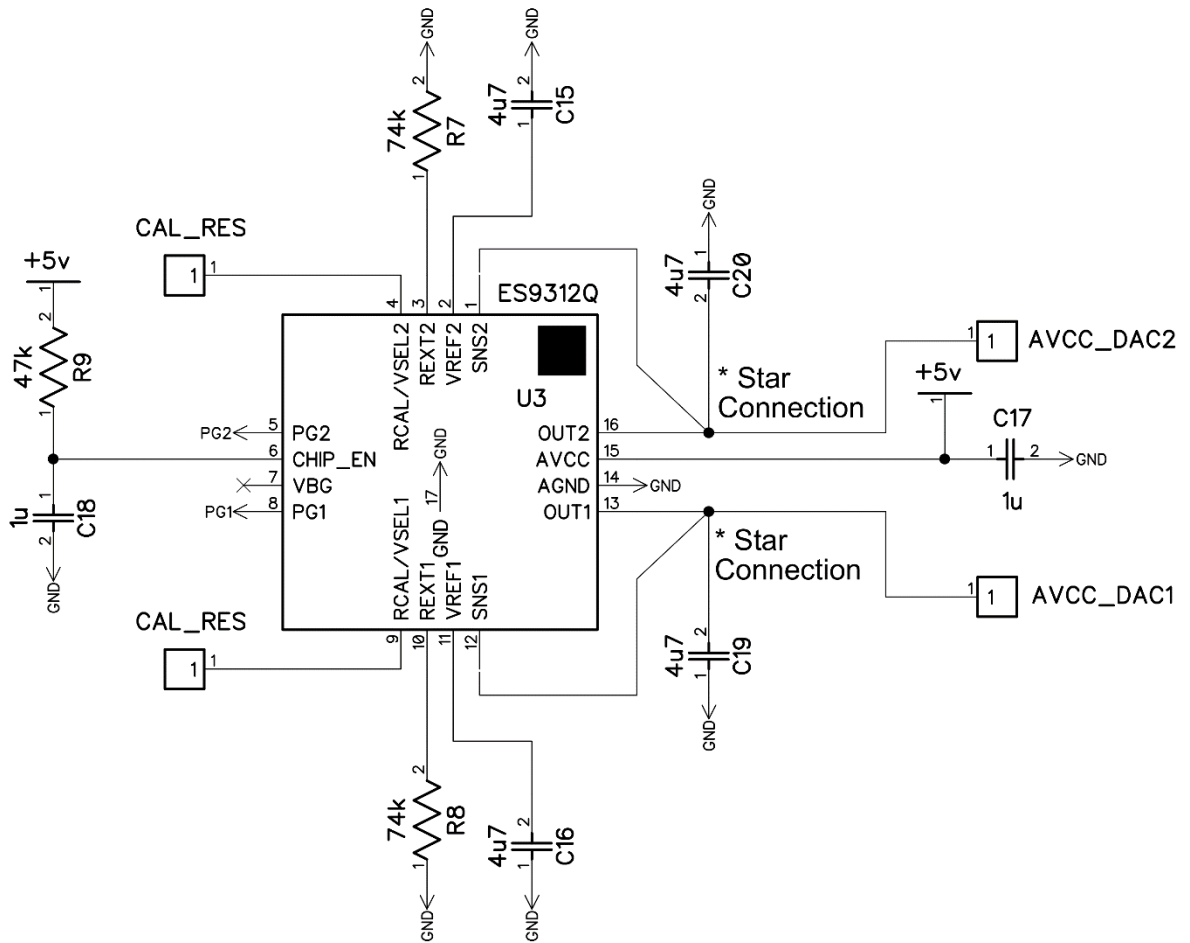 GND
GND
2
74k
R7
1
2
4u7
C15
1
GND
CAL_RES
1
1
1
4u7
C20
2
+5v
1
2
47k
R9
1
4
3
2
1
ES9312Q
RCAL/VSEL2
REXT2
VREF2
SNS2
U3
1
1
AVCC_DAC2
* Star
Connection
+5v
1
PG2
5
PG2
GND
OUT2
16
C17
6
CHIP_EN
AVCC
15
1
2
GND
1u
7
VBG
17
AGND
14
GND
PG1
8
PG1
GND
OUT1
13
1
1u
C18
2
GND
RCAL/VSEL1
REXT1
VREF1
SNS1
* Star
Connection
1
1
AVCC_DAC1
CAL_RES
1
1
9
10
11
12
2
4u7
C19
1
GND
2
74k
R8
1
GND
2
4u7
C16
1
GND